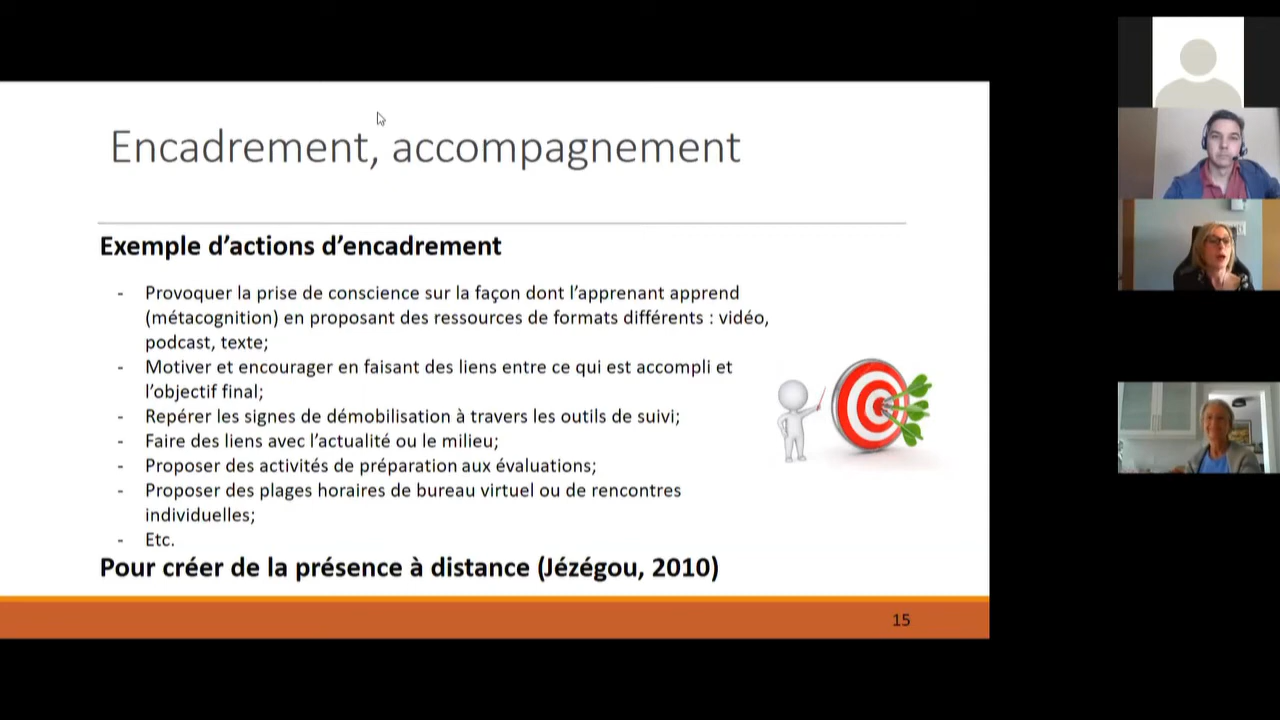 Encadrement, accompagnement
Exemple d’actions d’encadrement
- Provoquer la prise de conscience sur la façon dont l’apprenant apprend
(métacognition) en proposant des ressources de formats différents : vidéo,
podcast, texte;
- Motiver et encourager en faisant des liens entre ce qui est accompli et
l’objectif final;
- Repérer les signes de démobilisation à travers les outils de suivi;
- Faire des liens avec l’actualité ou le milieu;
- Proposer des activités de préparation aux évaluations;
- Proposer des plages horaires de bureau virtuel ou de rencontres
individuelles;
- Etc.
Pour créer de la présence à distance (Jézégou, 2010)
15